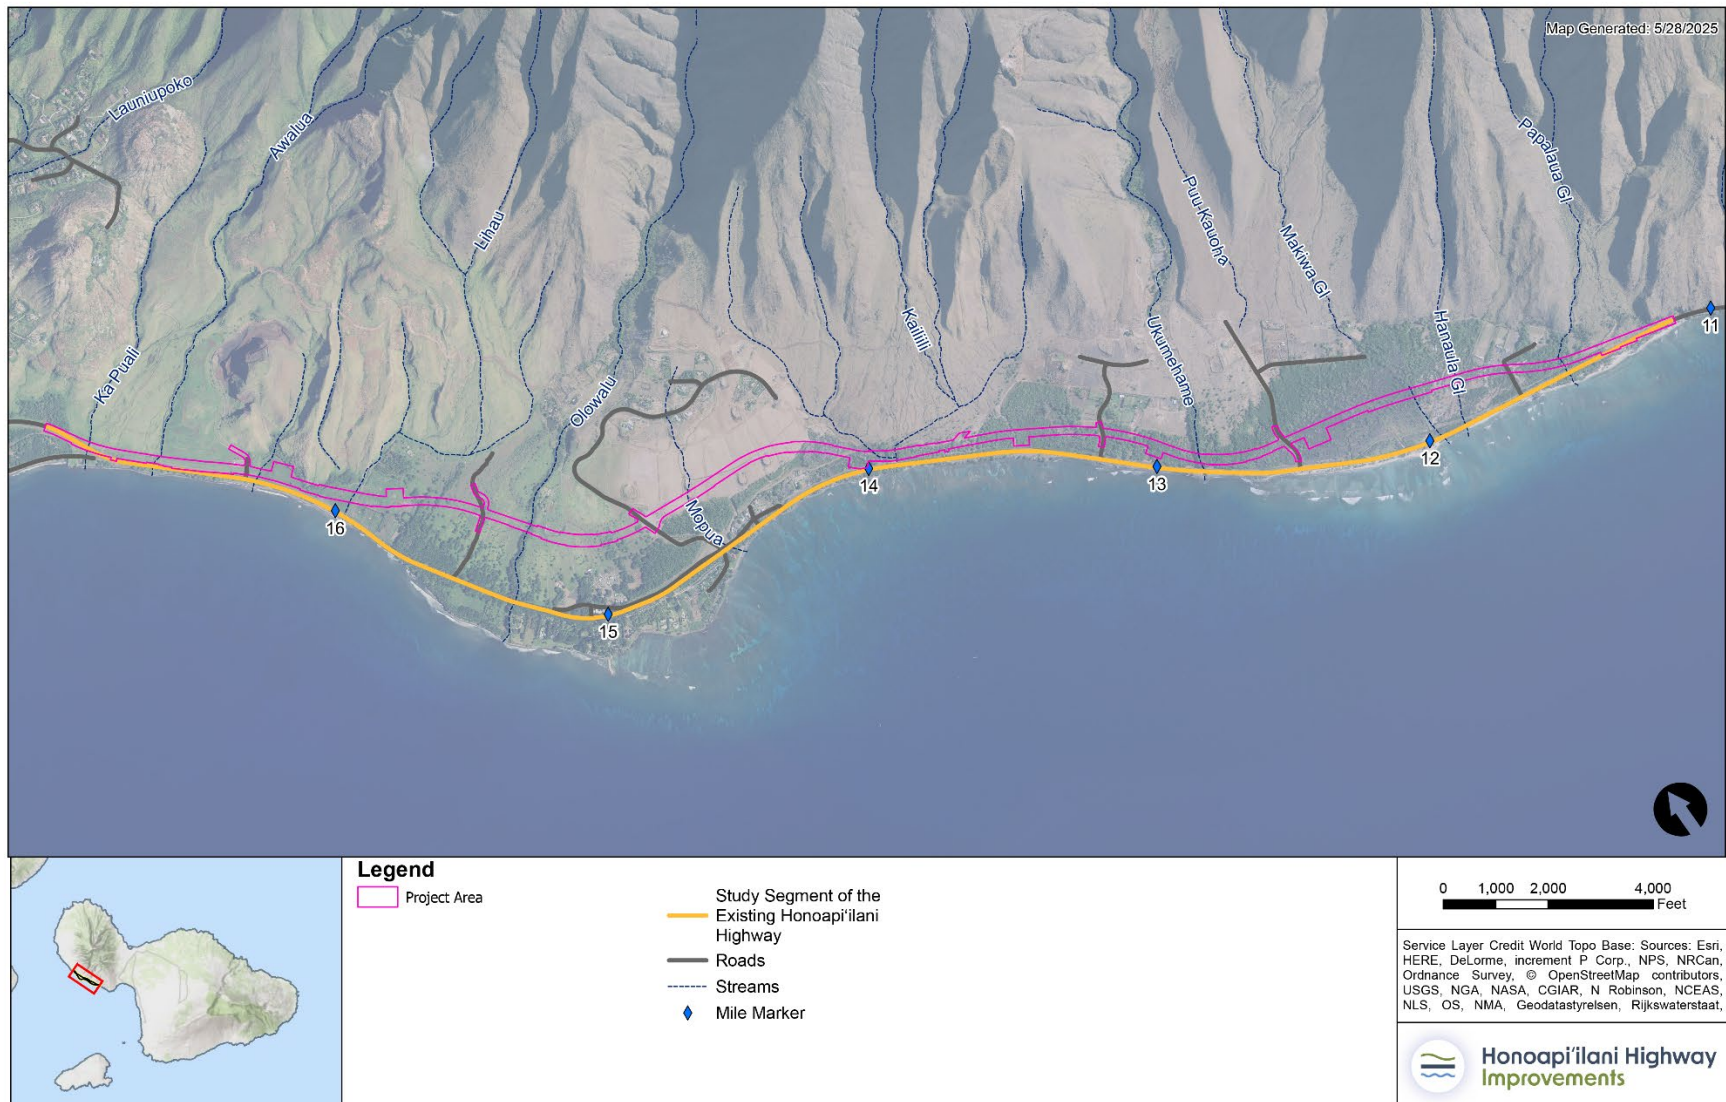 Map Generated: 5/28/2025
Launiupoko
Awalua
Lihau
Ka Puali
Olowalu
Mopua
Kaililii
Ukumehame
Puu Kauoha
Makiwa Gl
Hanaula Gl
Papalaua Gl
16
15
14
13
12
11
Legend
Project Area
Study Segment of the
Existing Honoapi‘ilani
Highway
Roads
Streams
Mile Marker
0 1,000 2,000 4,000
Feet
Service Layer Credit World Topo Base: Sources: Esri,
HERE, DeLorme, increment P Corp., NPS, NRCan,
Ordnance Survey, © OpenStreetMap contributors,
USGS, NGA, NASA, CGIAR, N Robinson, NCEAS,
NLS, OS, NMA, Geodatastyrelsen, Rijkswaterstaat,
Honoapi‘ilani Highway
Improvements